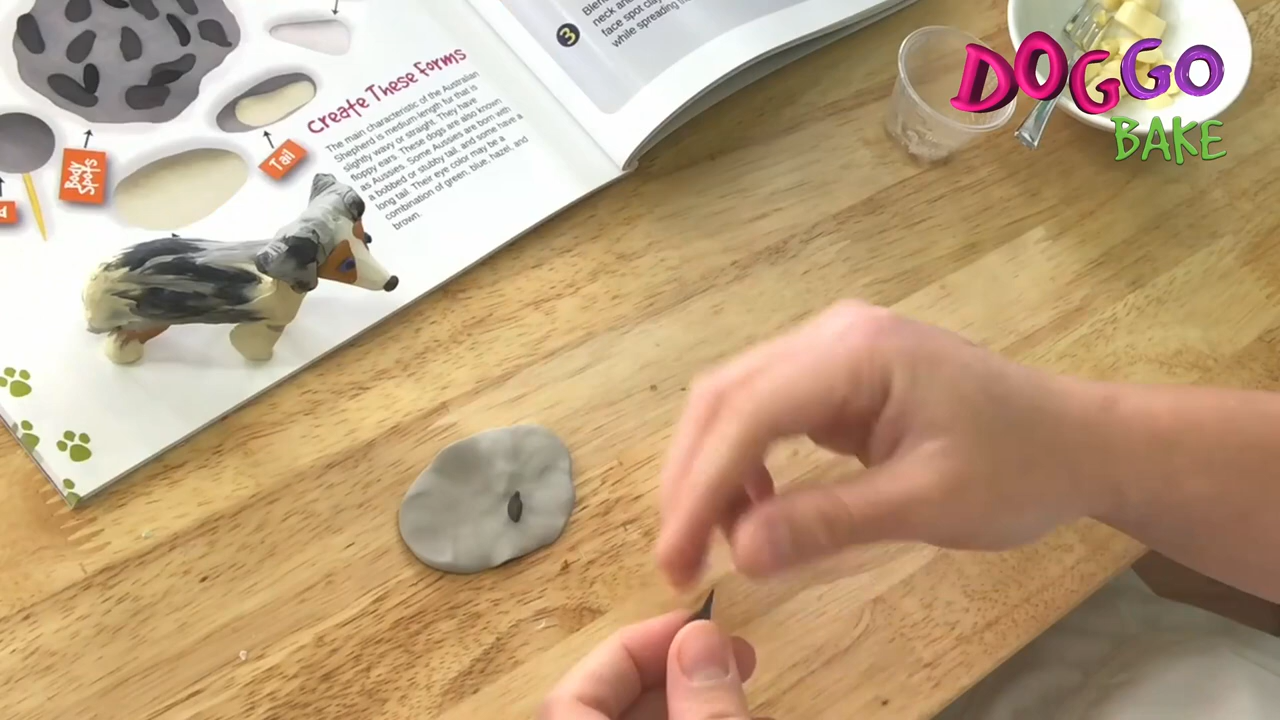 DOGGO
BAKE
3
neck an
face spot cla
while spreading th
Create These Forms
The main characteristic of the Australian
Shepherd is medium-length fur that is
slightly wavy or straight. They have
floppy ears. These dogs are also known
as Aussies. Some Aussies are born with
a bobbed or stubby tail, and some have a
long tail. Their eye color may be a
combination of green, blue, hazel, and
brown.
Body
Spots
Tail